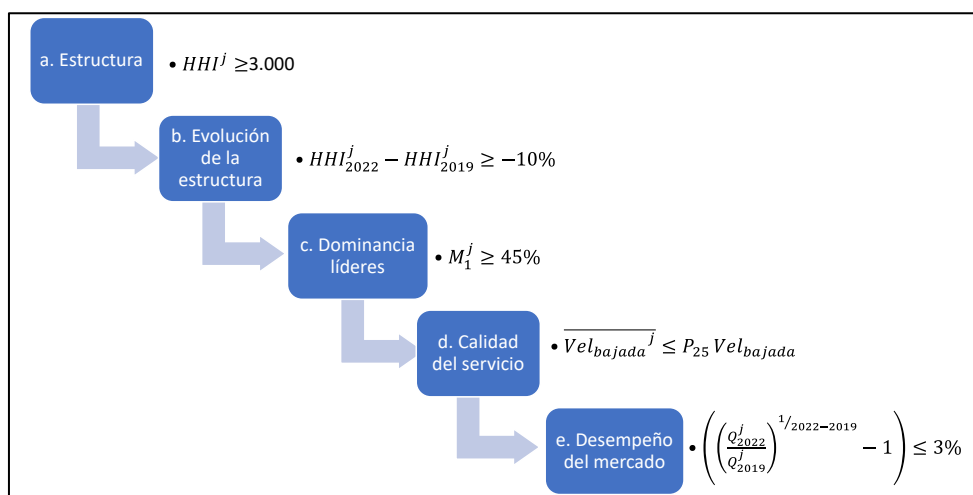 a. Estructura
• HHI^j ≥3.000
b. Evolución
de la
estructura
• HHI^j_2022 − HHI^j_2019 ≥ −10%
c. Dominancia
líderes
• M^j_1 ≥ 45%
d. Calidad
del servicio
• \overline{Vel_bajada^j} ≤ P_25 Vel_bajada
e. Desempeño
del mercado
• ((Q^j_2022/Q^j_2019)^{1/2022−2019} − 1) ≤ 3%